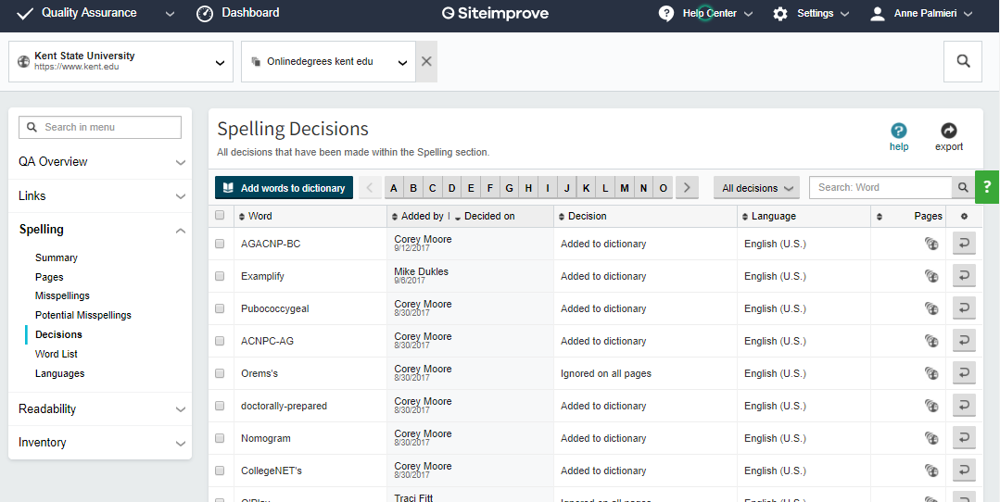 Quality Assurance Dashboard Siteimprove Help Center Settings Anne Palmieri
Kent State University
https://www.kent.edu
Onlinedegrees kent edu
Search in menu
QA Overview
Links
Spelling
Summary
Pages
Misspellings
Potential Misspellings
Decisions
Word List
Languages
Readability
Inventory
Spelling Decisions
All decisions that have been made within the Spelling section.
help export
Add words to dictionary < A B C D E F G H I J K L M N O > All decisions Search: Word ?
Word Added by | Decided on Decision Language Pages
AGACNP-BC Corey Moore Added to dictionary English (U.S.)
9/12/2017
Examplify Mike Dukles Added to dictionary English (U.S.)
9/6/2017
Pubococcygeal Corey Moore Added to dictionary English (U.S.)
8/30/2017
ACNPC-AG Corey Moore Added to dictionary English (U.S.)
8/30/2017
Orems's Corey Moore Ignored on all pages English (U.S.)
8/30/2017
doctorally-prepared Corey Moore Added to dictionary English (U.S.)
8/30/2017
Nomogram Corey Moore Added to dictionary English (U.S.)
8/30/2017
CollegeNET's Corey Moore Added to dictionary English (U.S.)
8/30/2017
Traci Fitt Ignored on all pages English (U.S.)